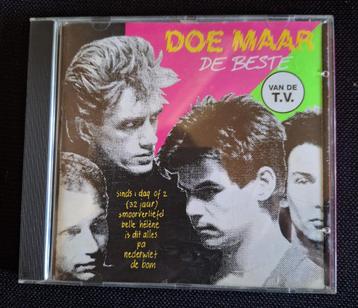 DOE MAAR
DE BESTE
VAN DE
T.V.
sinds 1 dag of 2
(32 jaar)
smoorverliefd
belle hélène
is dit alles
pa
nederwiet
de bom